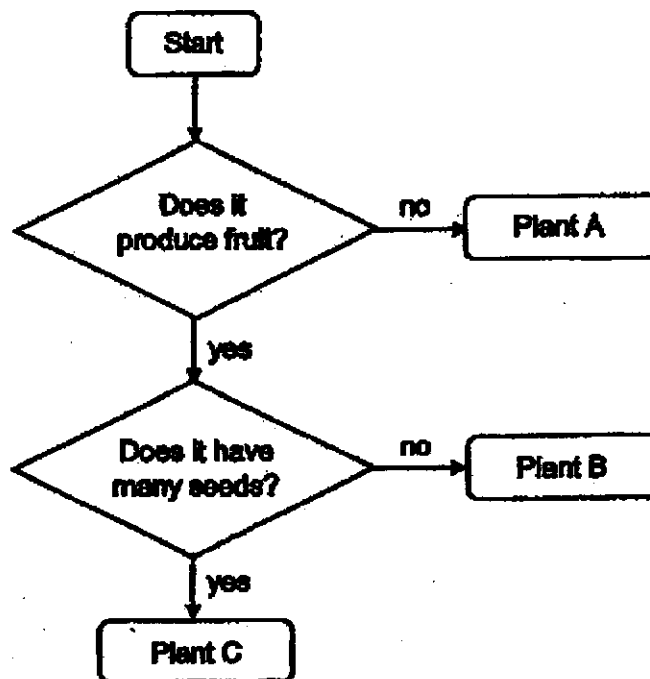 Start
Does it
produce fruit?
no
Plant A
yes
Does it have
many seeds?
no
Plant B
yes
Plant C